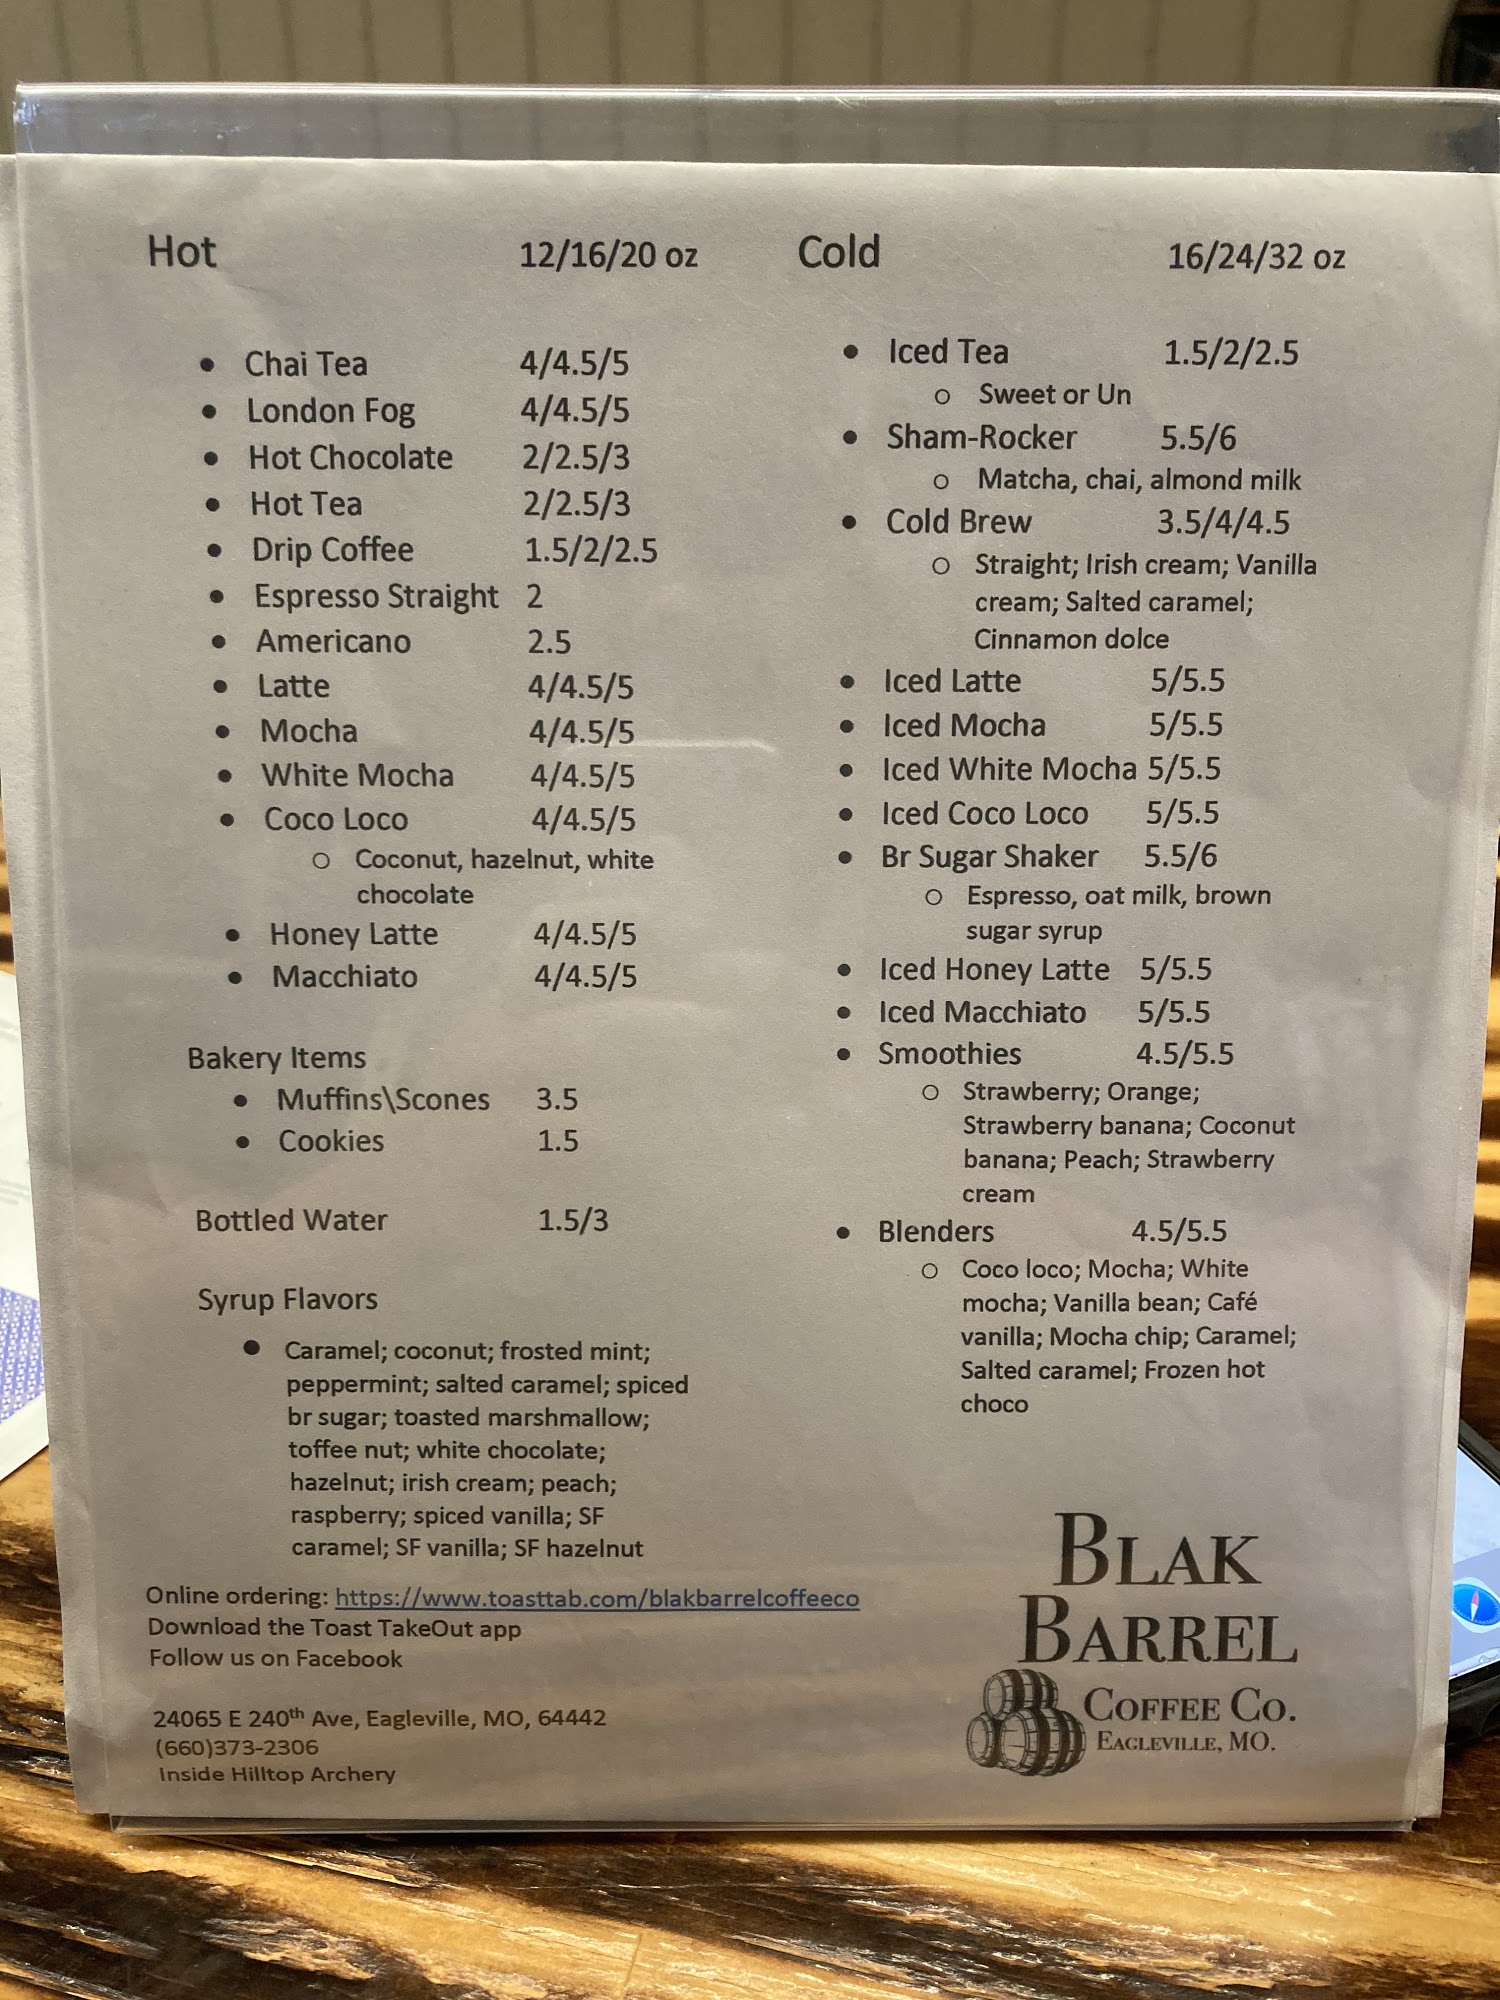 Hot 12/16/20 oz
• Chai Tea 4/4.5/5
• London Fog 4/4.5/5
• Hot Chocolate 2/2.5/3
• Hot Tea 2/2.5/3
• Drip Coffee 1.5/2/2.5
• Espresso Straight 2
• Americano 2.5
• Latte 4/4.5/5
• Mocha 4/4.5/5
• White Mocha 4/4.5/5
• Coco Loco 4/4.5/5
o Coconut, hazelnut, white
chocolate
• Honey Latte 4/4.5/5
• Macchiato 4/4.5/5
Bakery Items
• Muffins\Scones 3.5
• Cookies 1.5
Bottled Water 1.5/3
Syrup Flavors
• Caramel; coconut; frosted mint;
peppermint; salted caramel; spiced
br sugar; toasted marshmallow;
toffee nut; white chocolate;
hazelnut; irish cream; peach;
raspberry; spiced vanilla; SF
caramel; SF vanilla; SF hazelnut
Cold 16/24/32 oz
• Iced Tea 1.5/2/2.5
o Sweet or Un
• Sham-Rocker 5.5/6
o Matcha, chai, almond milk
• Cold Brew 3.5/4/4.5
o Straight; Irish cream; Vanilla
cream; Salted caramel;
Cinnamon dolce
• Iced Latte 5/5.5
• Iced Mocha 5/5.5
• Iced White Mocha 5/5.5
• Iced Coco Loco 5/5.5
• Br Sugar Shaker 5.5/6
o Espresso, oat milk, brown
sugar syrup
• Iced Honey Latte 5/5.5
• Iced Macchiato 5/5.5
• Smoothies 4.5/5.5
o Strawberry; Orange;
Strawberry banana; Coconut
banana; Peach; Strawberry
cream
• Blenders 4.5/5.5
o Coco loco; Mocha; White
mocha; Vanilla bean; Café
vanilla; Mocha chip; Caramel;
Salted caramel; Frozen hot
choco
Online ordering: https://www.toasttab.com/blakbarrelcoffeeco
Download the Toast TakeOut app
Follow us on Facebook
24065 E 240th Ave, Eagleville, MO, 64442
(660)373-2306
Inside Hilltop Archery
BLAK
BARREL
COFFEE CO.
EAGLEVILLE, MO.